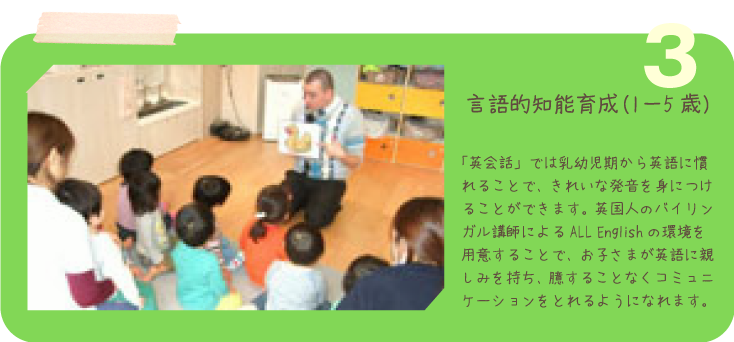 3
言語的知能育成(1ー5歳)
「英会話」では乳幼児期から英語に慣
れることで、きれいな発音を身につけ
ることができます。英国人のバイリン
ガル講師によるALL Englishの環境を
用意することで、お子さまが英語に親
しみを持ち、臆することなくコミュニ
ケーションをとれるようになれます。